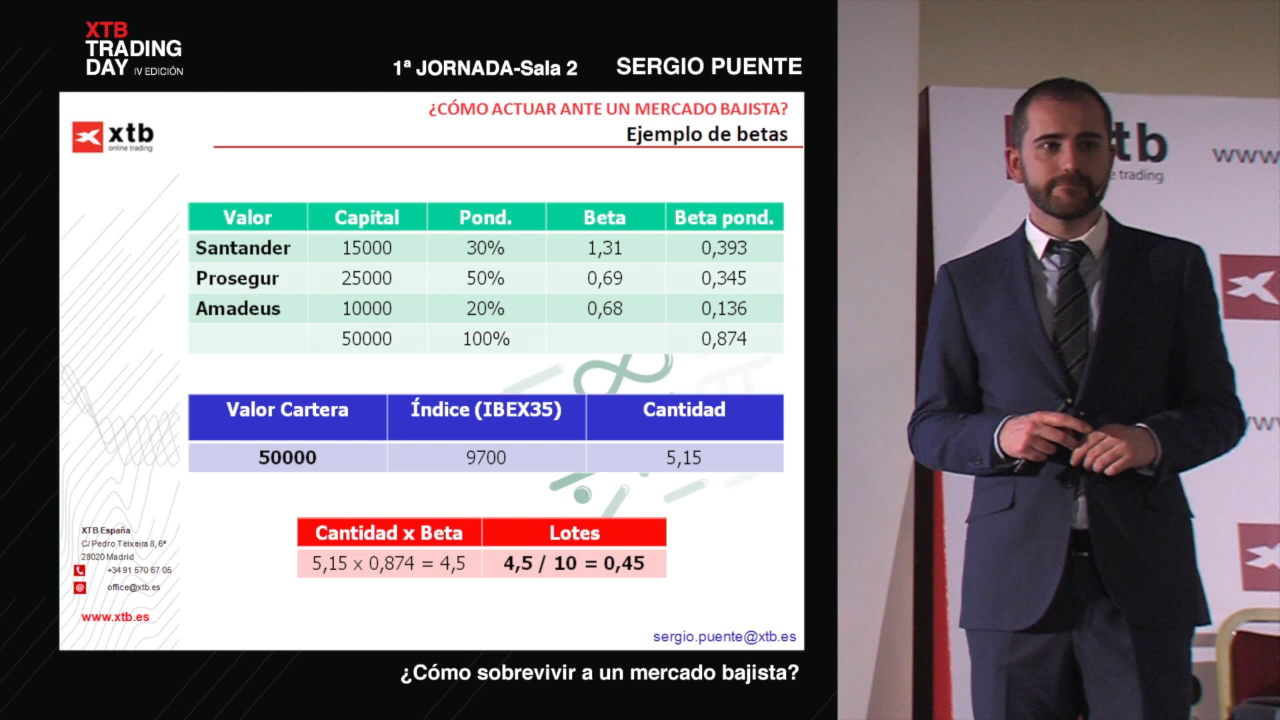 XTB
TRADING
DAY IV EDICIÓN
1ª JORNADA-Sala 2 SERGIO PUENTE
¿CÓMO ACTUAR ANTE UN MERCADO BAJISTA?
Ejemplo de betas
xtb
online trading
Valor Capital Pond. Beta Beta pond.
Santander 15000 30% 1,31 0,393
Prosegur 25000 50% 0,69 0,345
Amadeus 10000 20% 0,68 0,136
50000 100% 0,874
Valor Cartera Índice (IBEX35) Cantidad
50000 9700 5,15
Cantidad x Beta Lotes
5,15 x 0,874 = 4,5 4,5 / 10 = 0,45
XTB España
C/ Pedro Teixeira 8, 6ª
28020 Madrid
+34 91 570 67 05
office@xtb.es
www.xtb.es
sergio.puente@xtb.es
¿Cómo sobrevivir a un mercado bajista?
tb
e trading
www